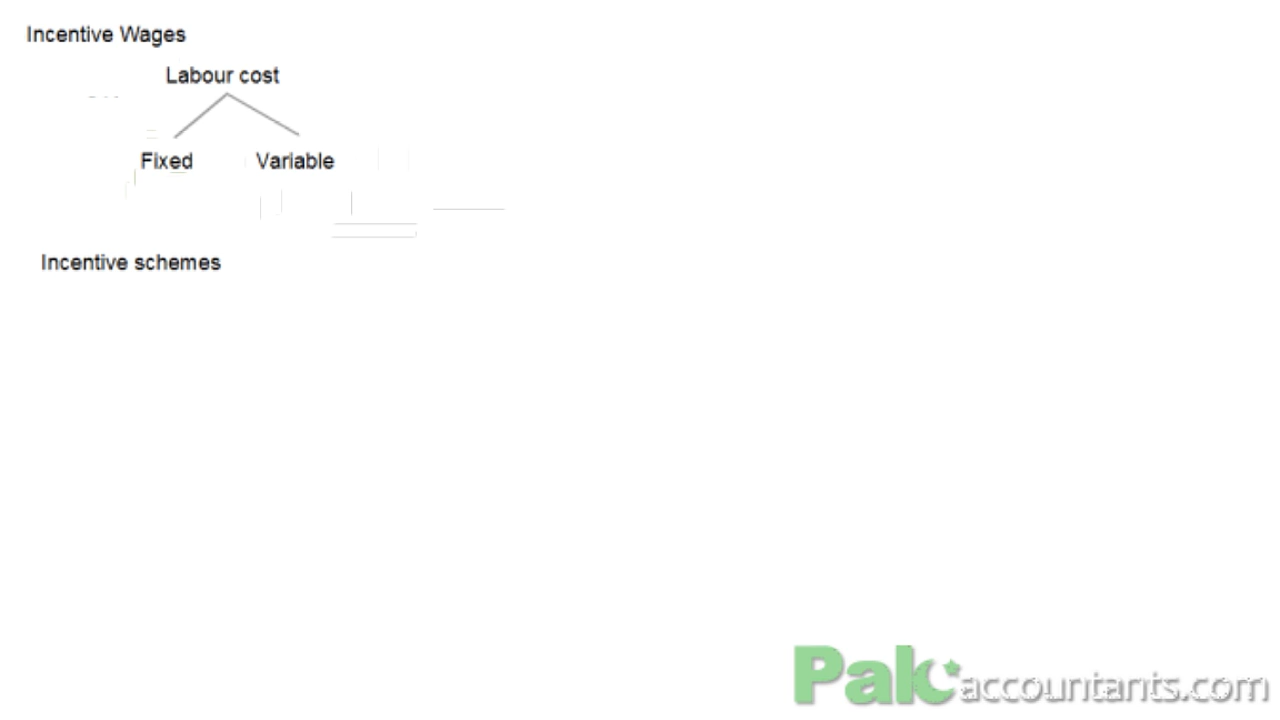 Incentive Wages
Labour cost
Fixed Variable
Incentive schemes
Pakaccountants.com